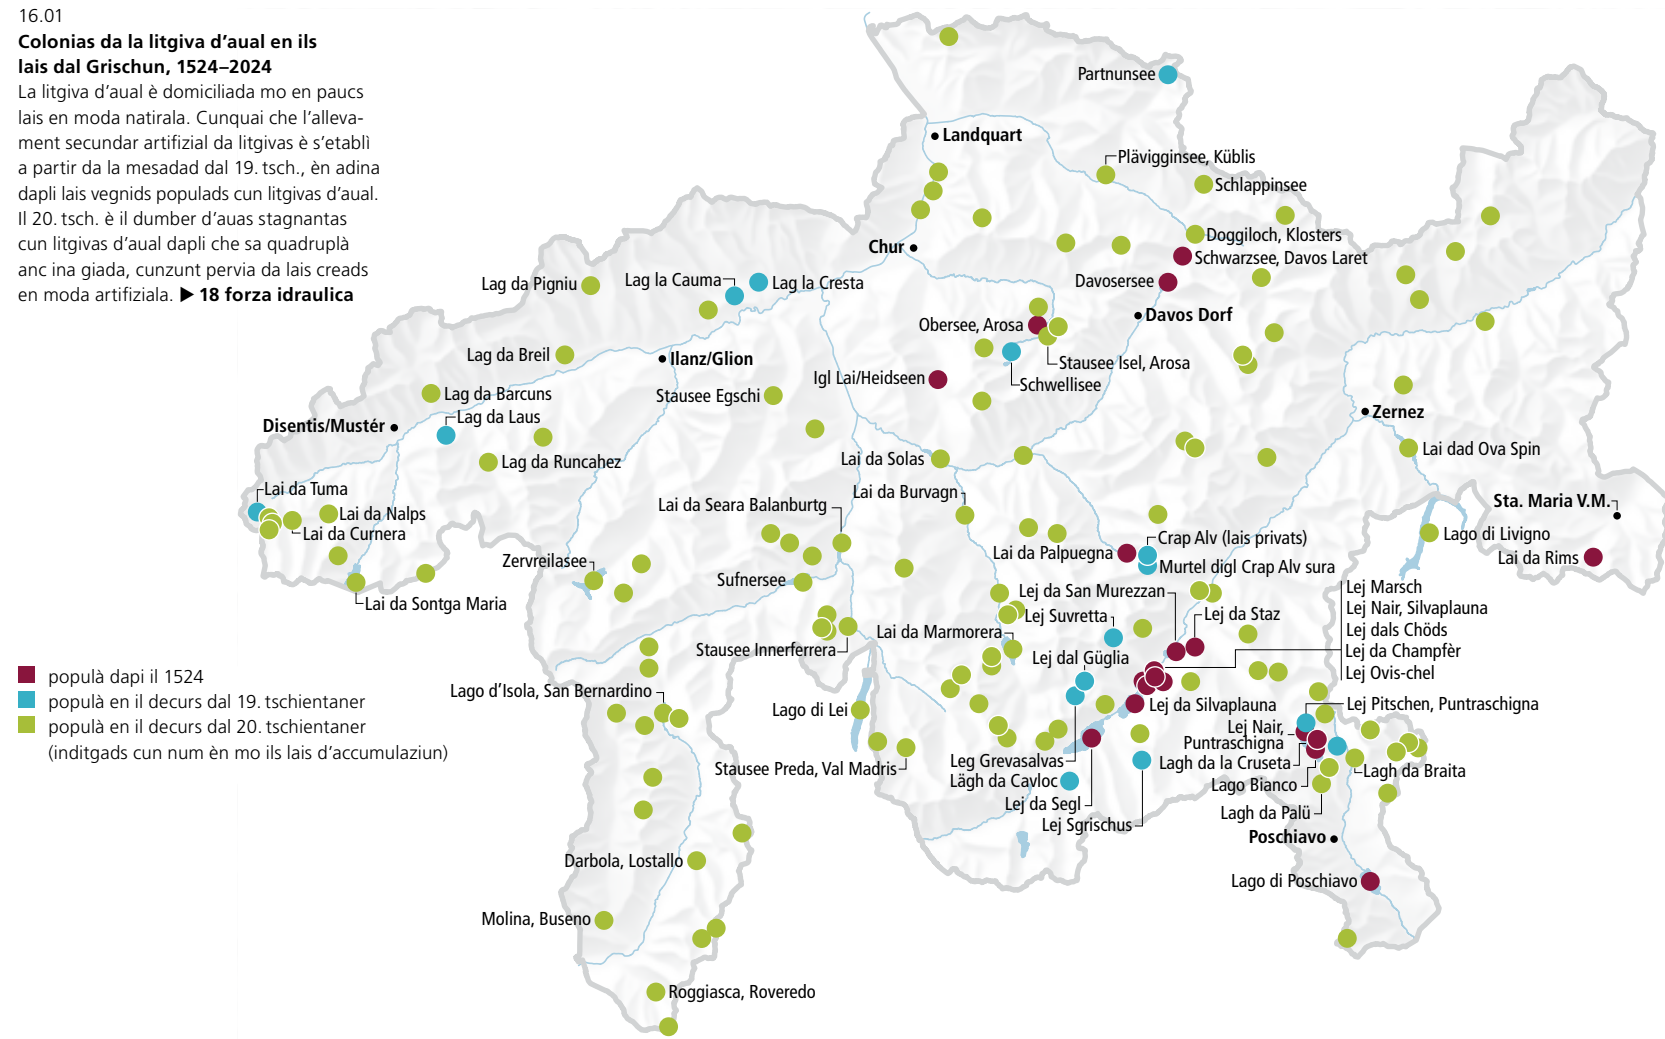 16.01
Colonias da la litgiva d’aual en ils
lais dal Grischun, 1524–2024
La litgiva d’aual è domiciliada mo en paucs
lais en moda natirala. Cunquai che l’alleva-
ment secundar artifizial da litgivas è s’etablì
a partir da la mesadad dal 19. tsch., èn adina
dapli lais vegnids populads cun litgivas d’aual.
Il 20. tsch. è il dumber d’auas stagnantas
cun litgivas d’aual dapli che sa quadruplà
anc ina giada, cunzunt pervia da lais creads
en moda artifiziala. ▶ 18 forza idraulica
Partnunsee
Landquart
Plävigginsee, Küblis
Schlappinsee
Doggiloch, Klosters
Chur
Schwarzsee, Davos Laret
Lag da Pigniu
Lag la Cauma
Lag la Cresta
Davosersee
Obersee, Arosa
Davos Dorf
Lag da Breil
Ilanz/Glion
Stausee Isel, Arosa
Igl Lai/Heidseen
Schwellisee
Lag da Barcuns
Stausee Egschi
Zernez
Lag da Laus
Disentis/Mustér
Lai dad Ova Spin
Lag da Runcahez
Lai da Solas
Lai da Tuma
Lai da Burvagn
Sta. Maria V.M.
Lai da Seara Balanburtg
Lai da Nalps
Lai da Curnera
Lago di Livigno
Crap Alv (lais privats)
Lai da Palpuegna
Lai da Rims
Zervreilasee
Murtel digl Crap Alv sura
Sufnersee
Lej da San Murezzan
Lej Marsch
Lai da Sontga Maria
Lej Nair, Silvaplauna
Lej Suvretta
Lej da Staz
Lej dals Chöds
Lai da Marmorera
Stausee Innerferrera
Lej da Champfèr
Lej dal Güglia
Lej Ovis-chel
populà dapi il 1524
populà en il decurs dal 19. tschientaner
populà en il decurs dal 20. tschientaner
(inditgads cun num èn mo ils lais d’accumulaziun)
Lago d’Isola, San Bernardino
Lago di Lei
Lej da Silvaplauna
Lej Pitschen, Puntraschigna
Lej Nair,
Puntraschigna
Leg Grevasalvas
Lagh da la Cruseta
Stausee Preda, Val Madris
Lagh da Braita
Lägh da Cavloc
Lago Bianco
Lej da Segl
Lagh da Palü
Lej Sgrischus
Poschiavo
Darbola, Lostallo
Lago di Poschiavo
Molina, Buseno
Roggiasca, Roveredo